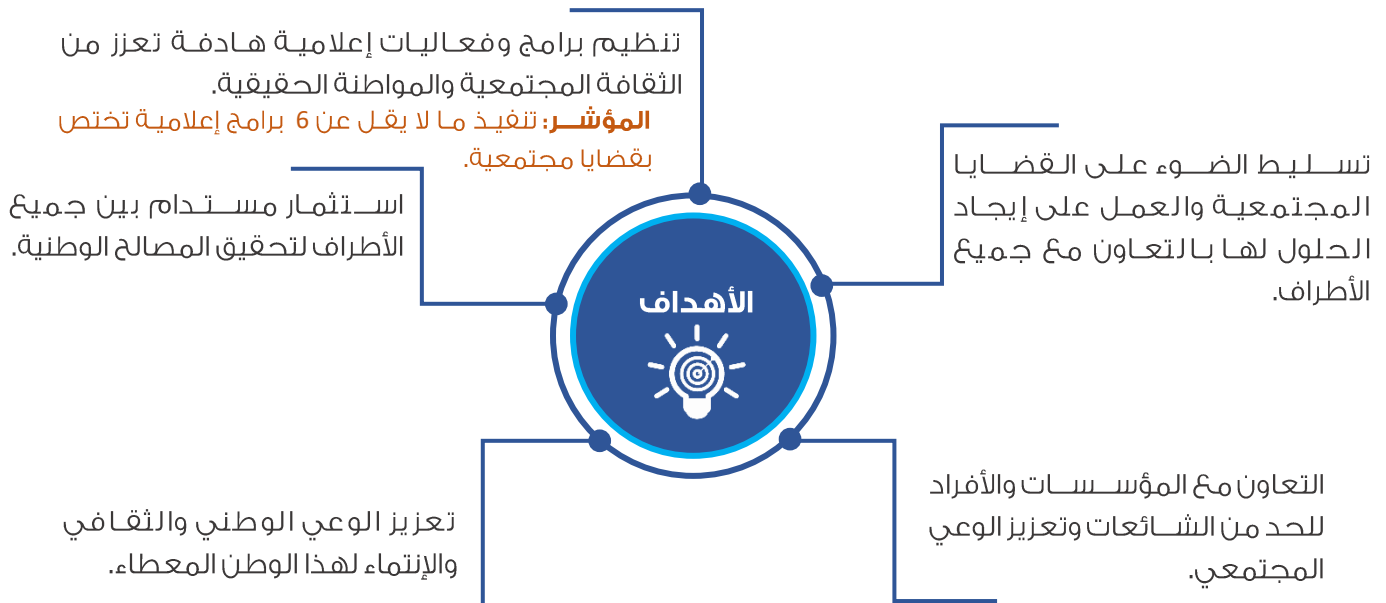 تنظيم برامج وفعاليات إعلامية هادفة تعزز من
الثقافة المجتمعية والمواطنة الحقيقية.
المؤشر: تنفيذ ما لا يقل عن 6 برامج إعلامية تختص
بقضايا مجتمعية.
تسليط الضوء على القضايا
المجتمعية والعمل على إيجاد
الحلول لها بالتعاون مع جميع
الأطراف.
استثمار مستدام بين جميع
الأطراف لتحقيق المصالح الوطنية.
الأهداف
التعاون مع المؤسسات والأفراد
للحد من الشائعات وتعزيز الوعي
المجتمعي.
تعزيز الوعي الوطني والثقافي
والإنتماء لهذا الوطن المعطاء.